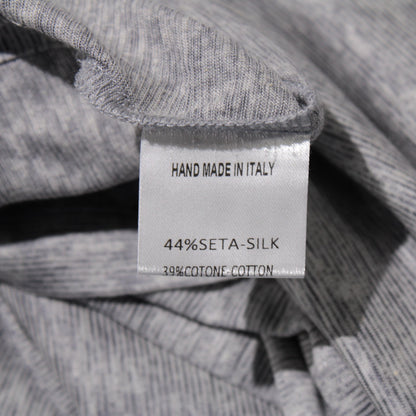 HAND MADE IN ITALY
44%SETA-SILK
39%COTONE-COTTON